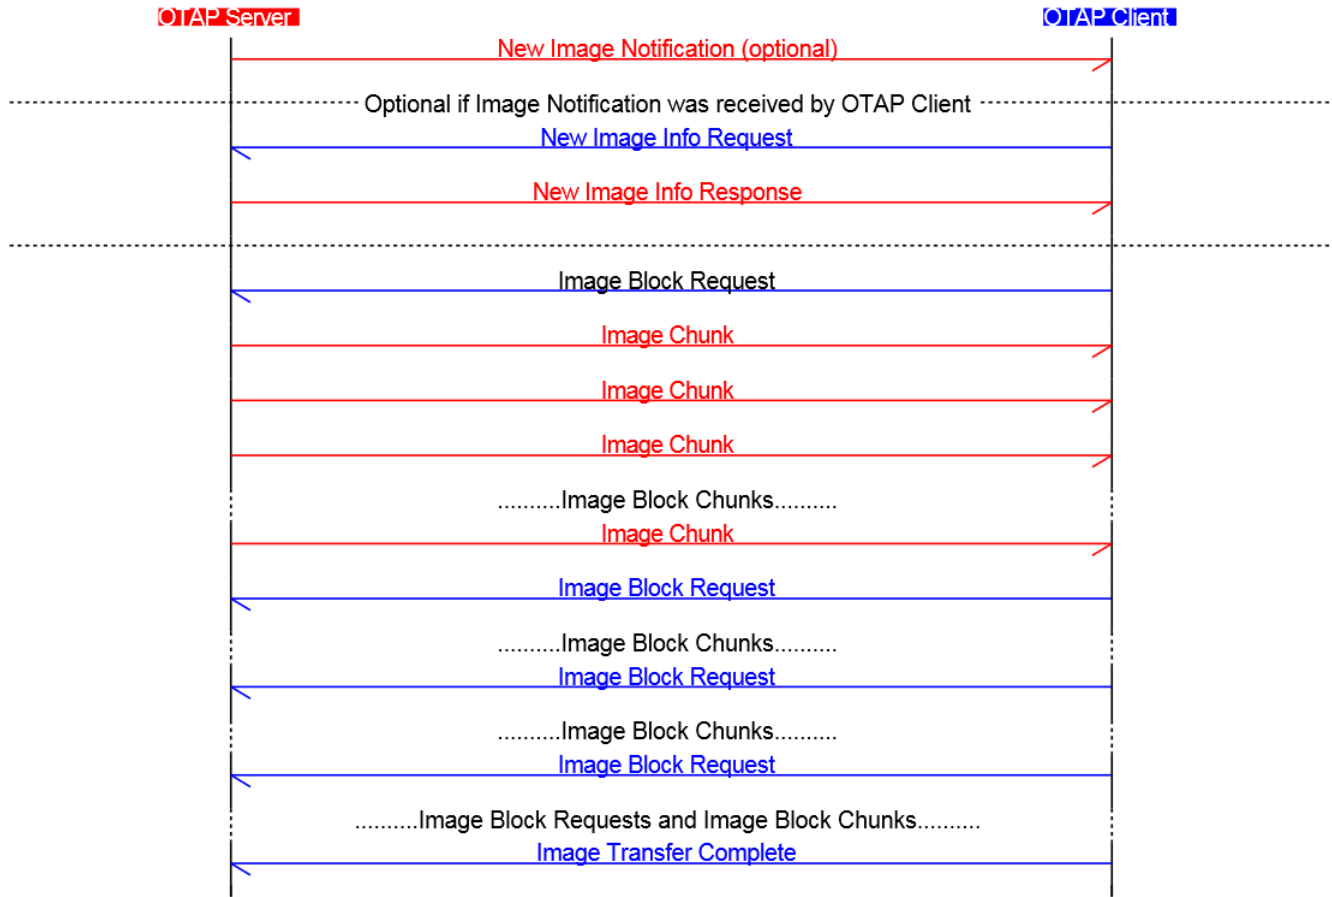 OTAP Server OTAP Client
New Image Notification (optional)
Optional if Image Notification was received by OTAP Client
New Image Info Request
New Image Info Response
Image Block Request
Image Chunk
Image Chunk
Image Chunk
..........Image Block Chunks..........
Image Chunk
Image Block Request
..........Image Block Chunks..........
Image Block Request
..........Image Block Chunks..........
Image Block Request
..........Image Block Requests and Image Block Chunks..........
Image Transfer Complete